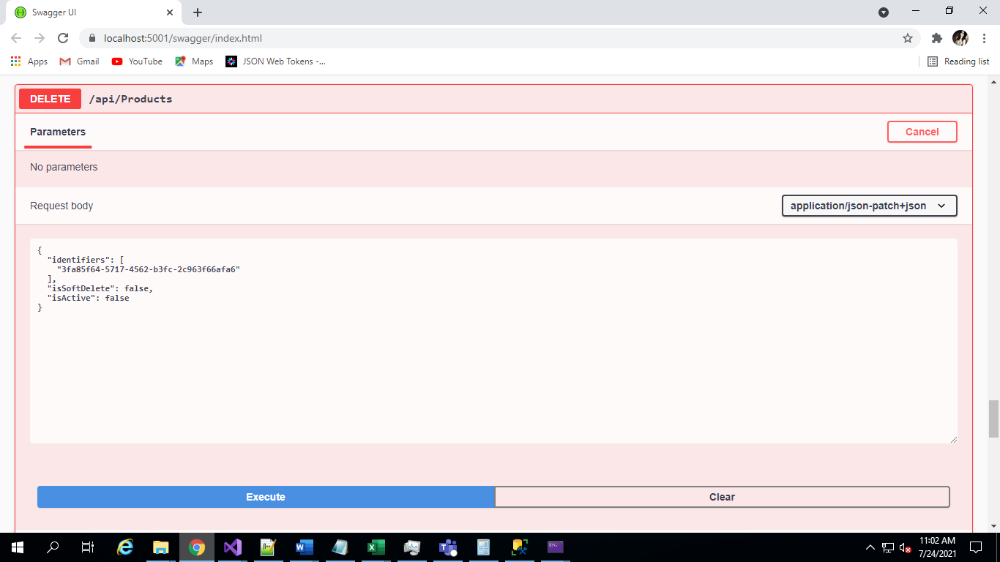 Swagger UI
localhost:5001/swagger/index.html
Apps Gmail YouTube Maps JSON Web Tokens -... Reading list
DELETE /api/Products
Parameters Cancel
No parameters
Request body application/json-patch+json
{
"identifiers": [
"3fa85f64-5717-4562-b3fc-2c963f66afa6"
],
"isSoftDelete": false,
"isActive": false
}
Execute Clear
11:02 AM
7/24/2021